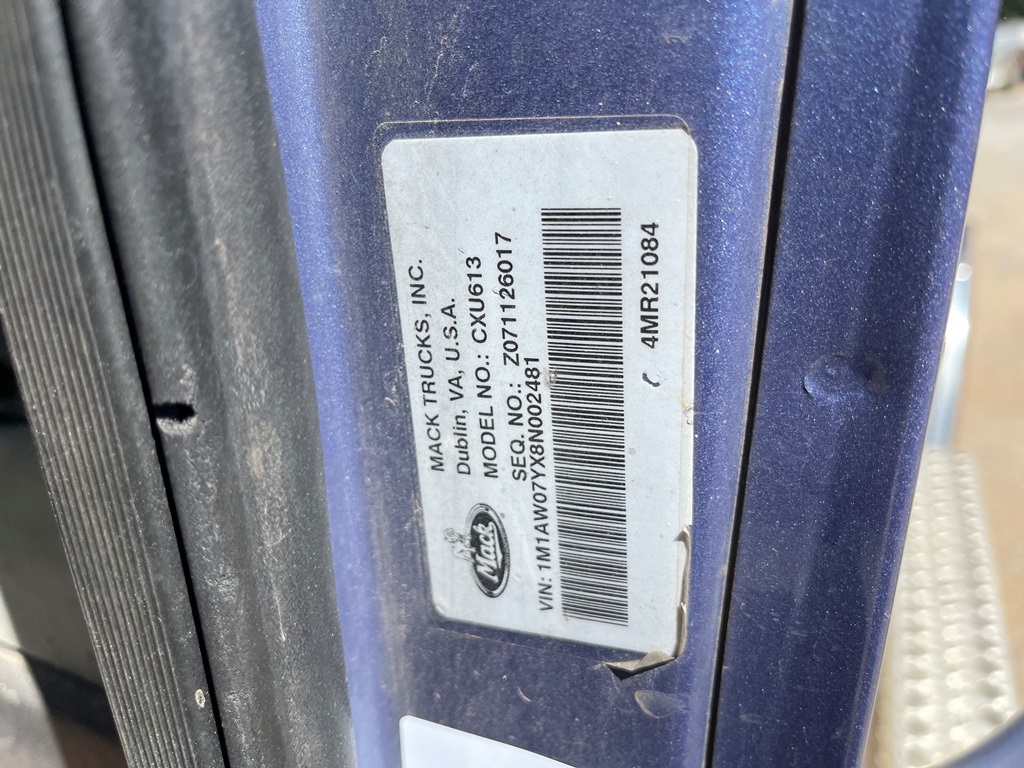 MACK TRUCKS, INC.
Dublin, VA, U.S.A.
MODEL NO.: CXU613
SEQ. NO.: Z071126017
Mack
VIN: 1M1AW07YX8N002481
4MR21084